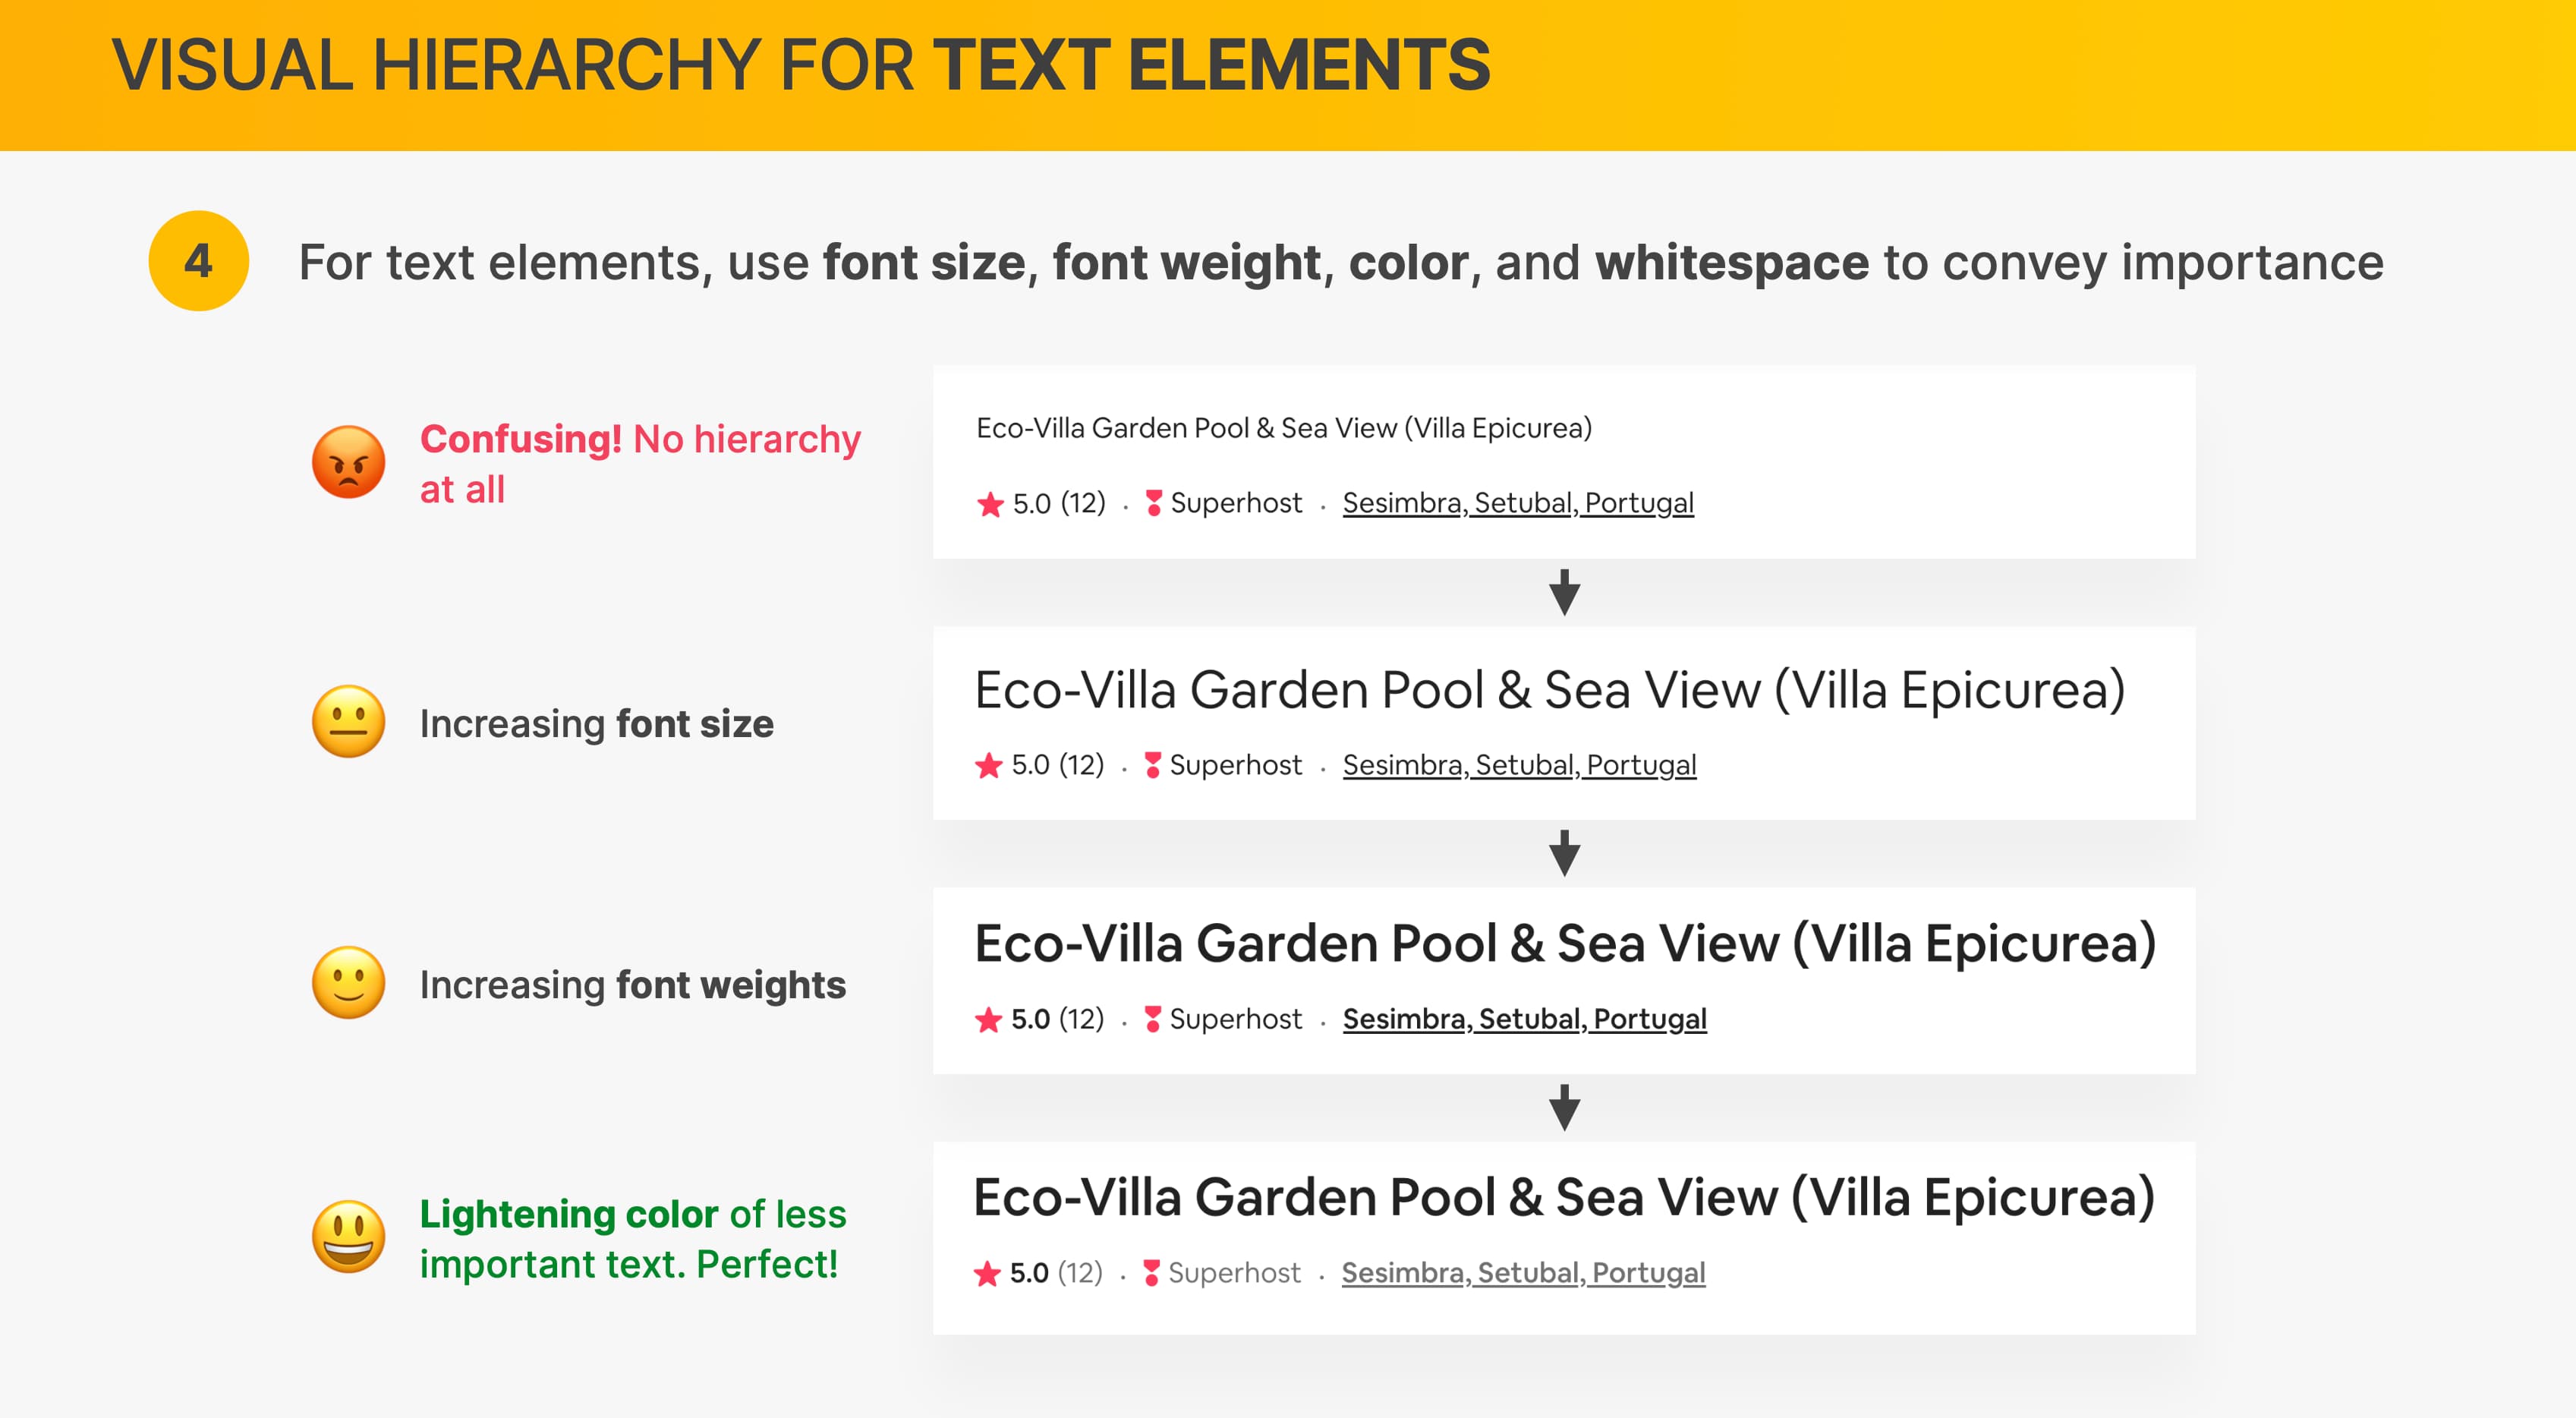 VISUAL HIERARCHY FOR TEXT ELEMENTS
4
For text elements, use font size, font weight, color, and whitespace to convey importance
Confusing! No hierarchy
at all
Eco-Villa Garden Pool & Sea View (Villa Epicurea)
5.0 (12) · Superhost · Sesimbra, Setubal, Portugal
Increasing font size
Eco-Villa Garden Pool & Sea View (Villa Epicurea)
5.0 (12) · Superhost · Sesimbra, Setubal, Portugal
Increasing font weights
Eco-Villa Garden Pool & Sea View (Villa Epicurea)
5.0 (12) · Superhost · Sesimbra, Setubal, Portugal
Lightening color of less
important text. Perfect!
Eco-Villa Garden Pool & Sea View (Villa Epicurea)
5.0 (12) · Superhost · Sesimbra, Setubal, Portugal